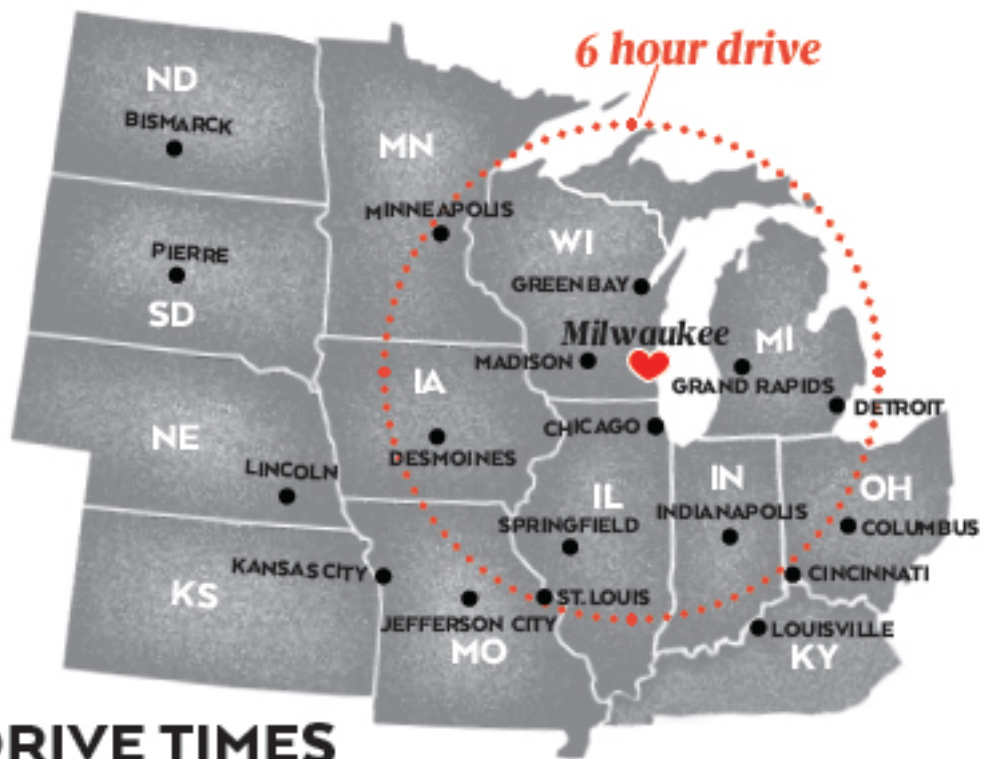 6 hour drive
ND
BISMARCK
MN
MINNEAPOLIS
WI
PIERRE
SD
GREEN BAY
Milwaukee
MI
MADISON
IA
GRAND RAPIDS
DETROIT
CHICAGO
NE
DESMOINES
LINCOLN
IN
OH
IL
INDIANAPOLIS
SPRINGFIELD
COLUMBUS
KANSAS CITY
CINCINNATI
KS
ST. LOUIS
JEFFERSON CITY
LOUISVILLE
MO
KY
DRIVE TIMES